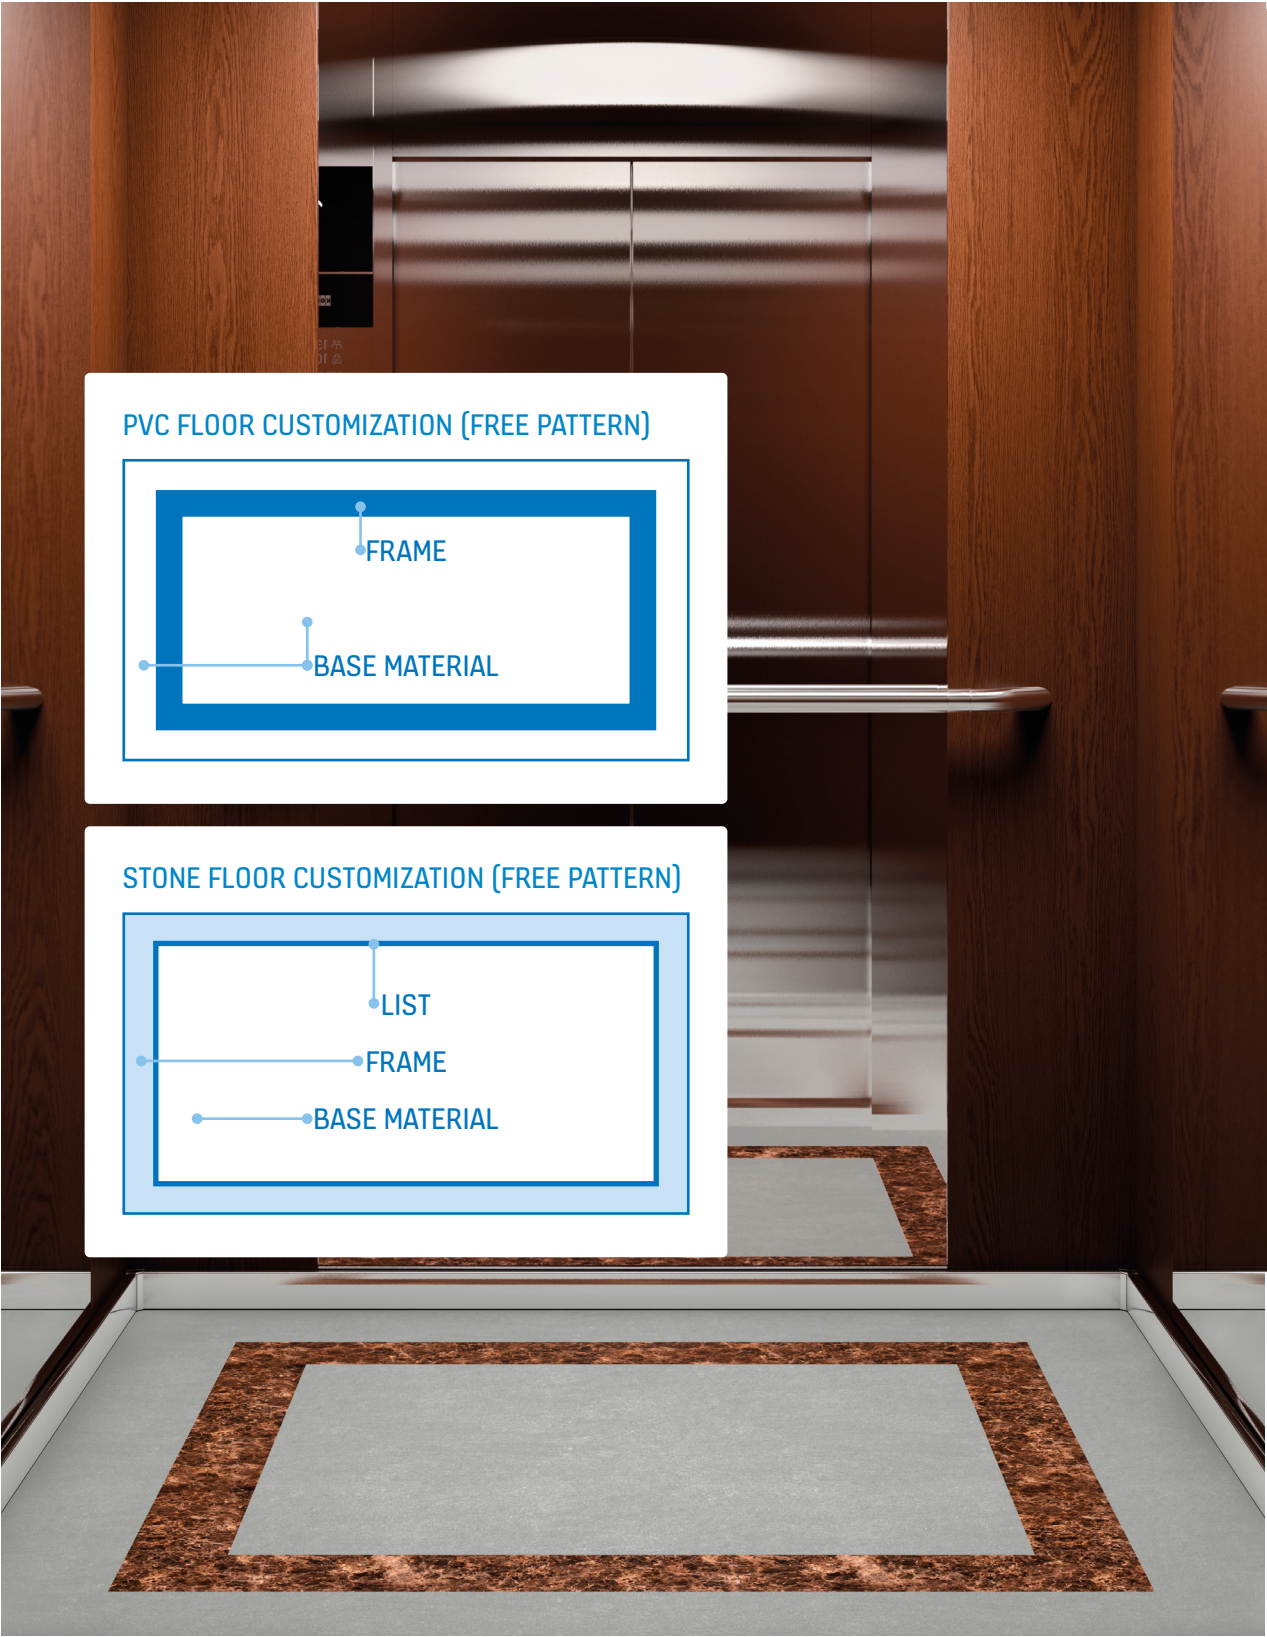 PVC FLOOR CUSTOMIZATION (FREE PATTERN)
FRAME
BASE MATERIAL
STONE FLOOR CUSTOMIZATION (FREE PATTERN)
LIST
FRAME
BASE MATERIAL